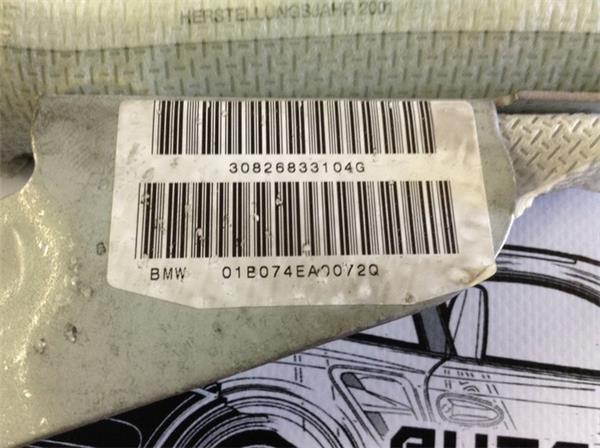 HERSTELLUNGSJAHR 2001
30826833104G
BMW 01B074EA0072Q